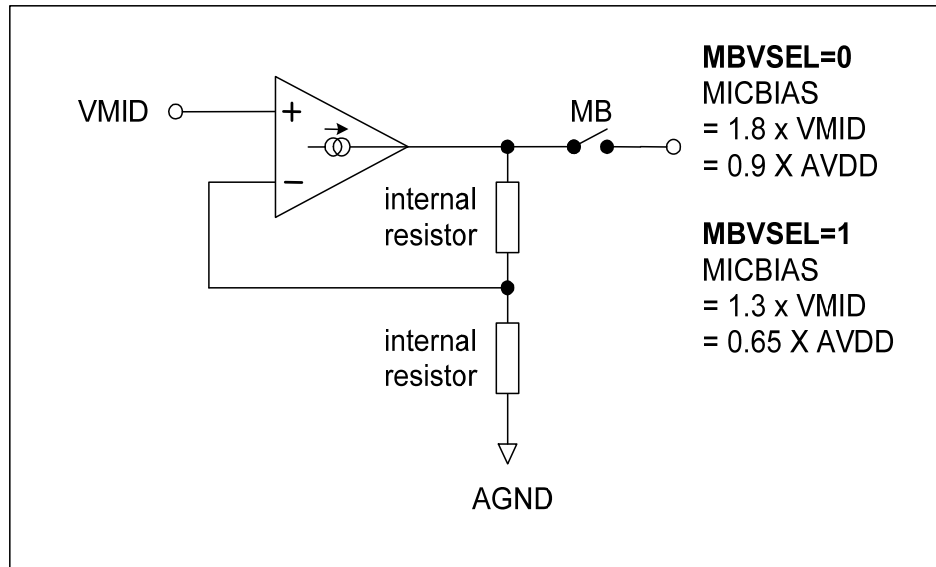 VMID
+
−
MB
internal
resistor
internal
resistor
AGND
MBVSEL=0
MICBIAS
= 1.8 x VMID
= 0.9 X AVDD
MBVSEL=1
MICBIAS
= 1.3 x VMID
= 0.65 X AVDD